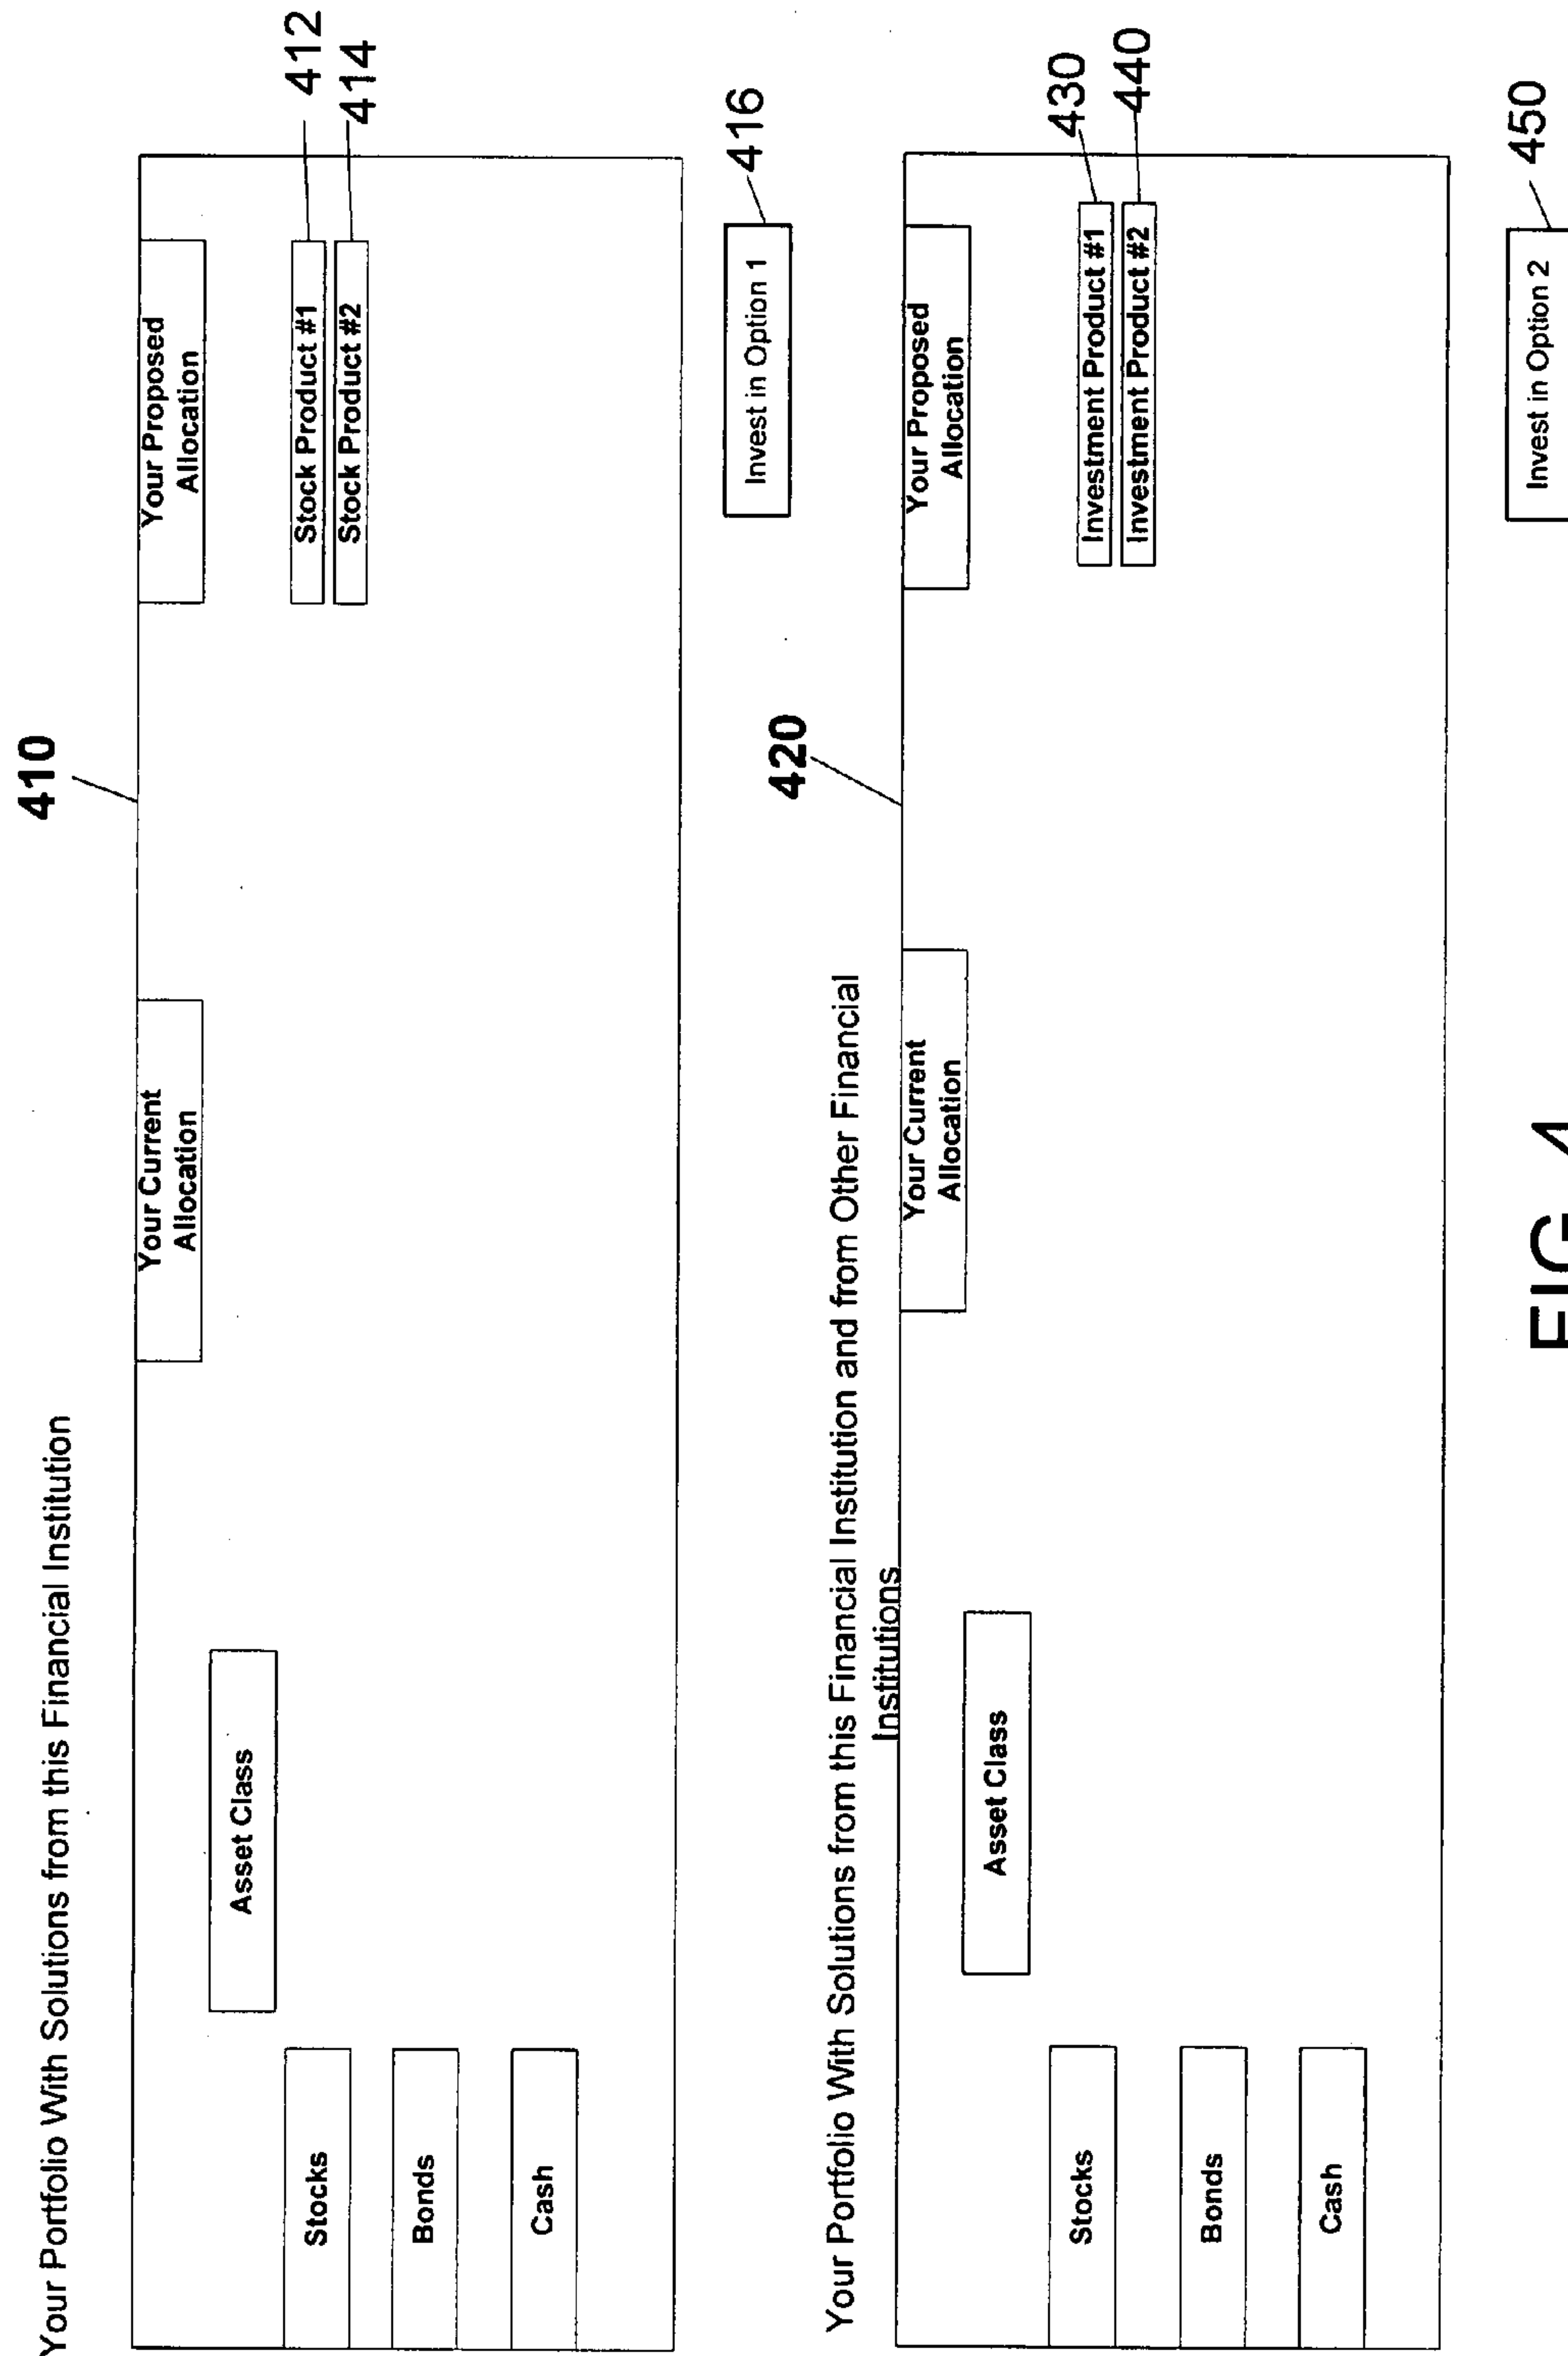 410
Your Portfolio With Solutions from this Financial Institution
Your Current
Allocation
Your Proposed
Allocation
Asset Class
Stocks
Stock Product #1
412
Stock Product #2
414
Bonds
Cash
Invest in Option 1
416
420
Your Portfolio With Solutions from this Financial Institution and from Other Financial
Institutions
Your Current
Allocation
Your Proposed
Allocation
Asset Class
Stocks
Investment Product #1
430
Investment Product #2
440
Bonds
Cash
Invest in Option 2
450
FIG 4